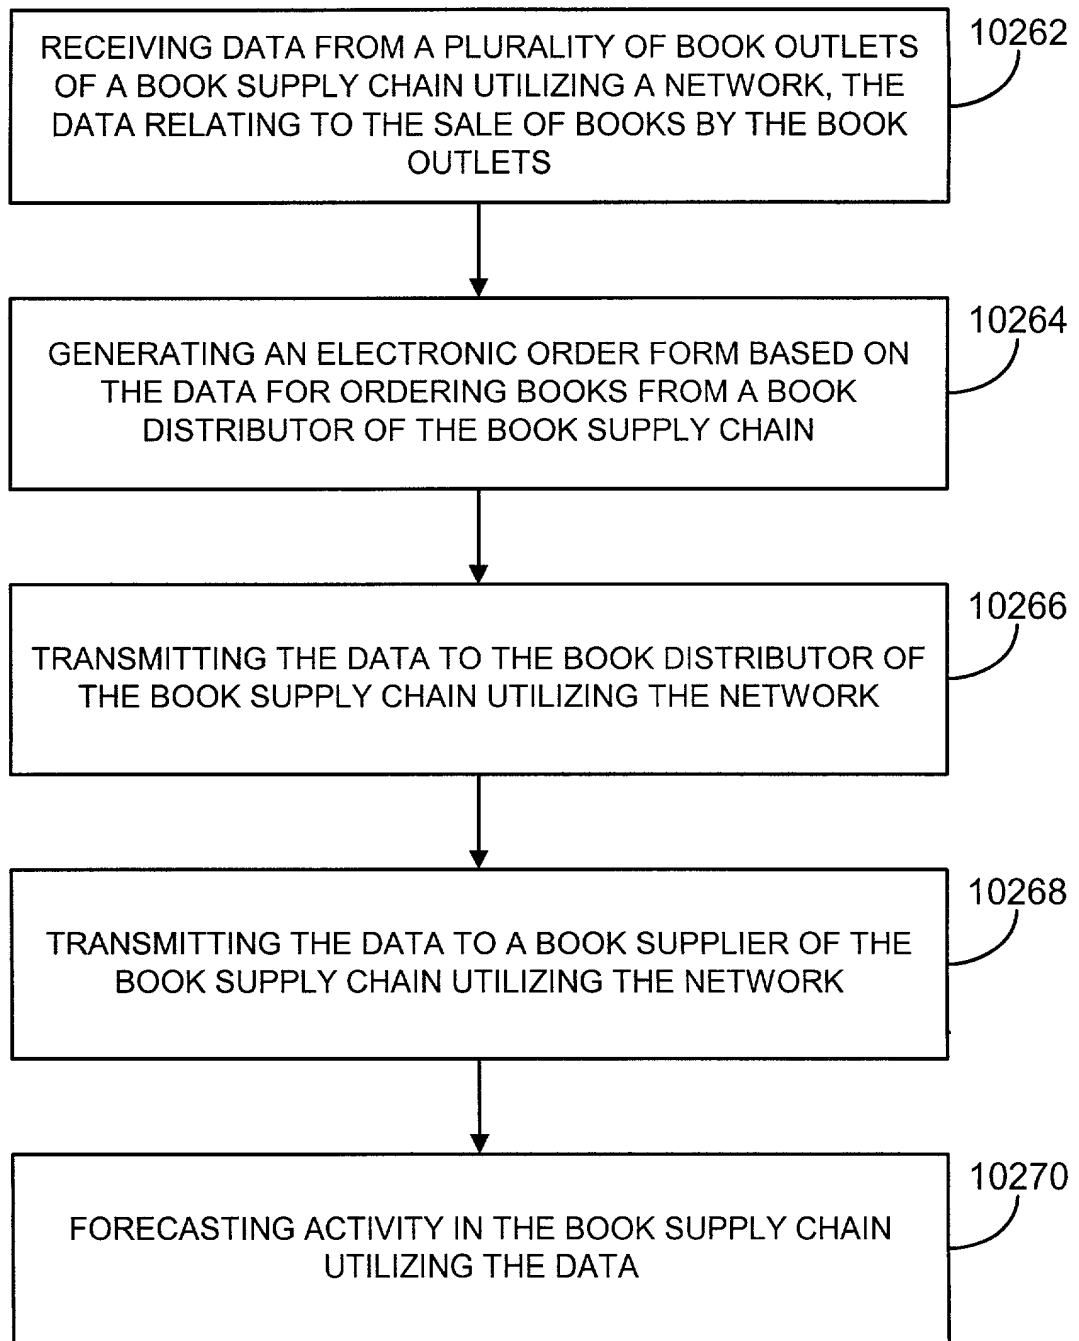 10262
RECEIVING DATA FROM A PLURALITY OF BOOK OUTLETS
OF A BOOK SUPPLY CHAIN UTILIZING A NETWORK, THE
DATA RELATING TO THE SALE OF BOOKS BY THE BOOK
OUTLETS
10264
GENERATING AN ELECTRONIC ORDER FORM BASED ON
THE DATA FOR ORDERING BOOKS FROM A BOOK
DISTRIBUTOR OF THE BOOK SUPPLY CHAIN
10266
TRANSMITTING THE DATA TO THE BOOK DISTRIBUTOR OF
THE BOOK SUPPLY CHAIN UTILIZING THE NETWORK
10268
TRANSMITTING THE DATA TO A BOOK SUPPLIER OF THE
BOOK SUPPLY CHAIN UTILIZING THE NETWORK
10270
FORECASTING ACTIVITY IN THE BOOK SUPPLY CHAIN
UTILIZING THE DATA